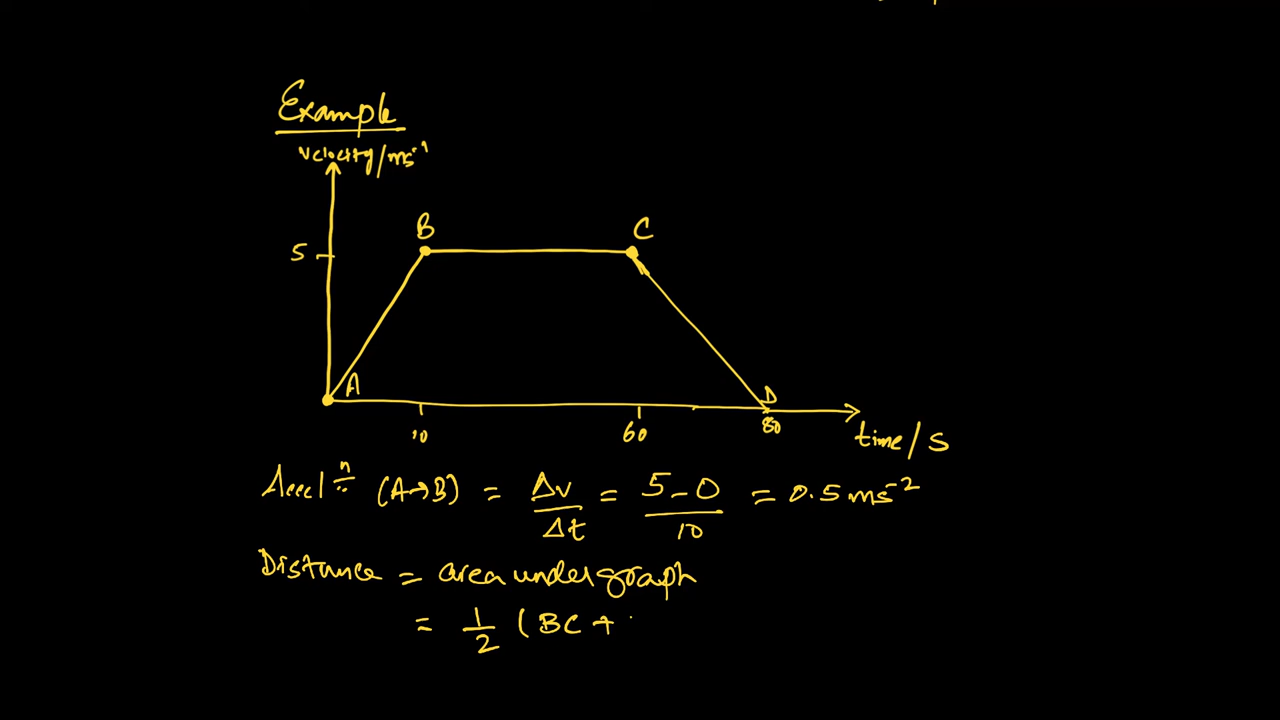 Example
velocity/ms⁻¹
B
C
5
A
D
10
60
80
time/s
Accelⁿ (A→B) = Δv/Δt = 5-0/10 = 0.5 ms⁻²
Distance = area under graph
= 1/2 (BC +